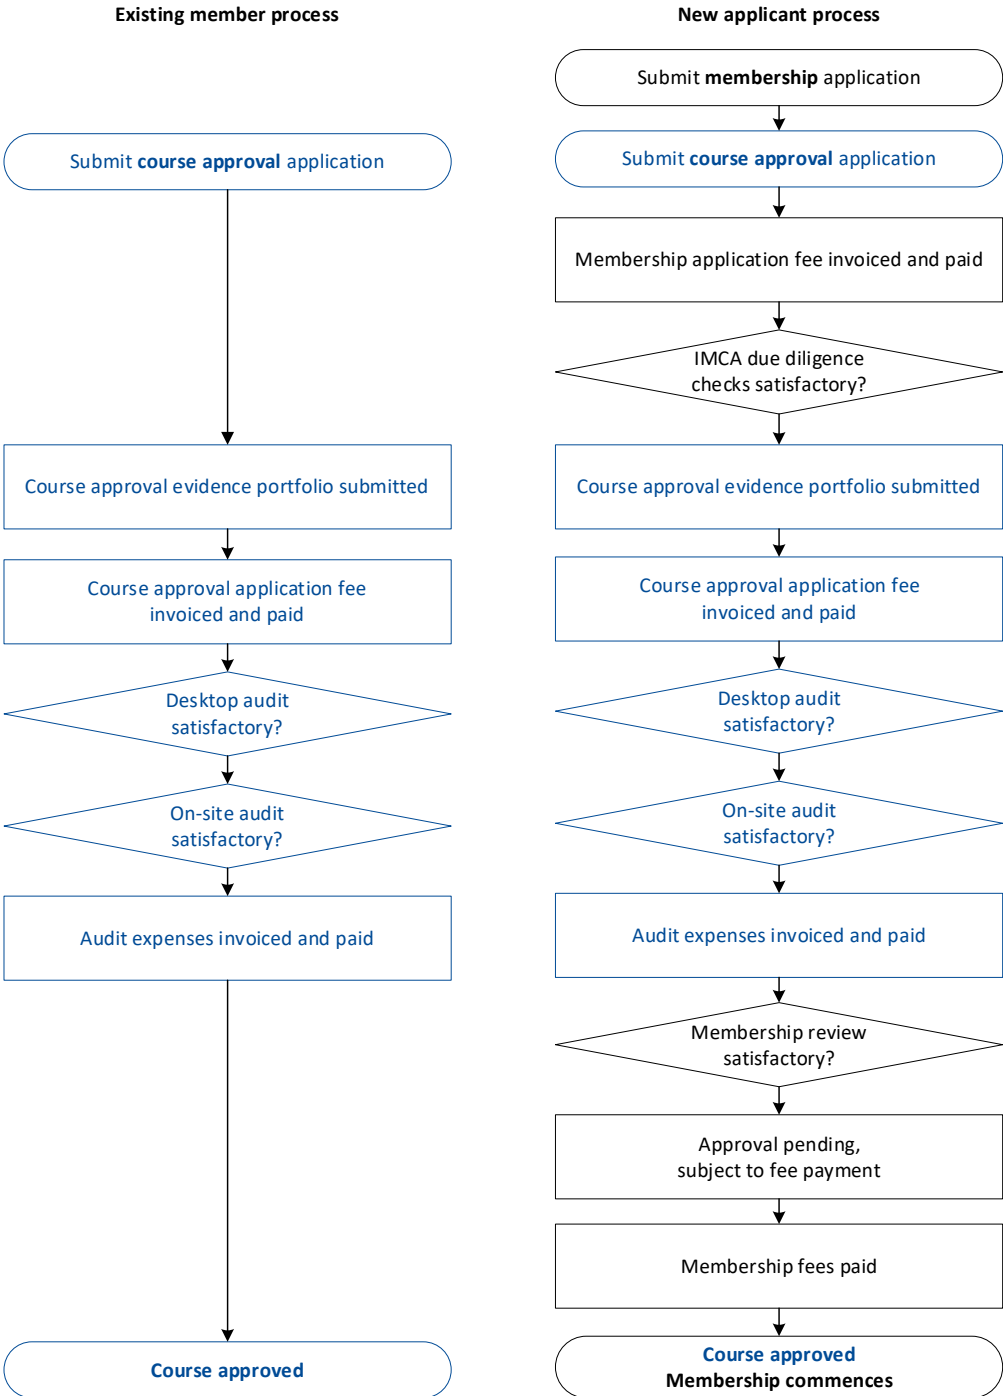 Existing member process
Submit course approval application
Course approval evidence portfolio submitted
Course approval application fee
invoiced and paid
Desktop audit
satisfactory?
On-site audit
satisfactory?
Audit expenses invoiced and paid
Course approved
New applicant process
Submit membership application
Submit course approval application
Membership application fee invoiced and paid
IMCA due diligence
checks satisfactory?
Course approval evidence portfolio submitted
Course approval application fee
invoiced and paid
Desktop audit
satisfactory?
On-site audit
satisfactory?
Audit expenses invoiced and paid
Membership review
satisfactory?
Approval pending,
subject to fee payment
Membership fees paid
Course approved
Membership commences